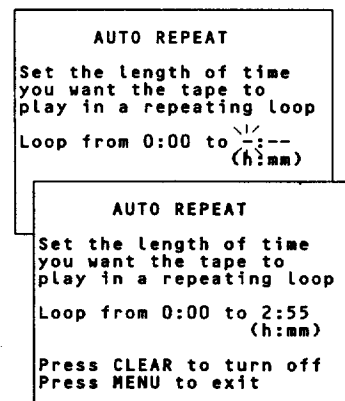 AUTO REPEAT
Set the length of time
you want the tape to
play in a repeating loop
Loop from 0:00 to -:--
(h:mm)
AUTO REPEAT
Set the length of time
you want the tape to
play in a repeating loop
Loop from 0:00 to 2:55
(h:mm)
Press CLEAR to turn off
Press MENU to exit